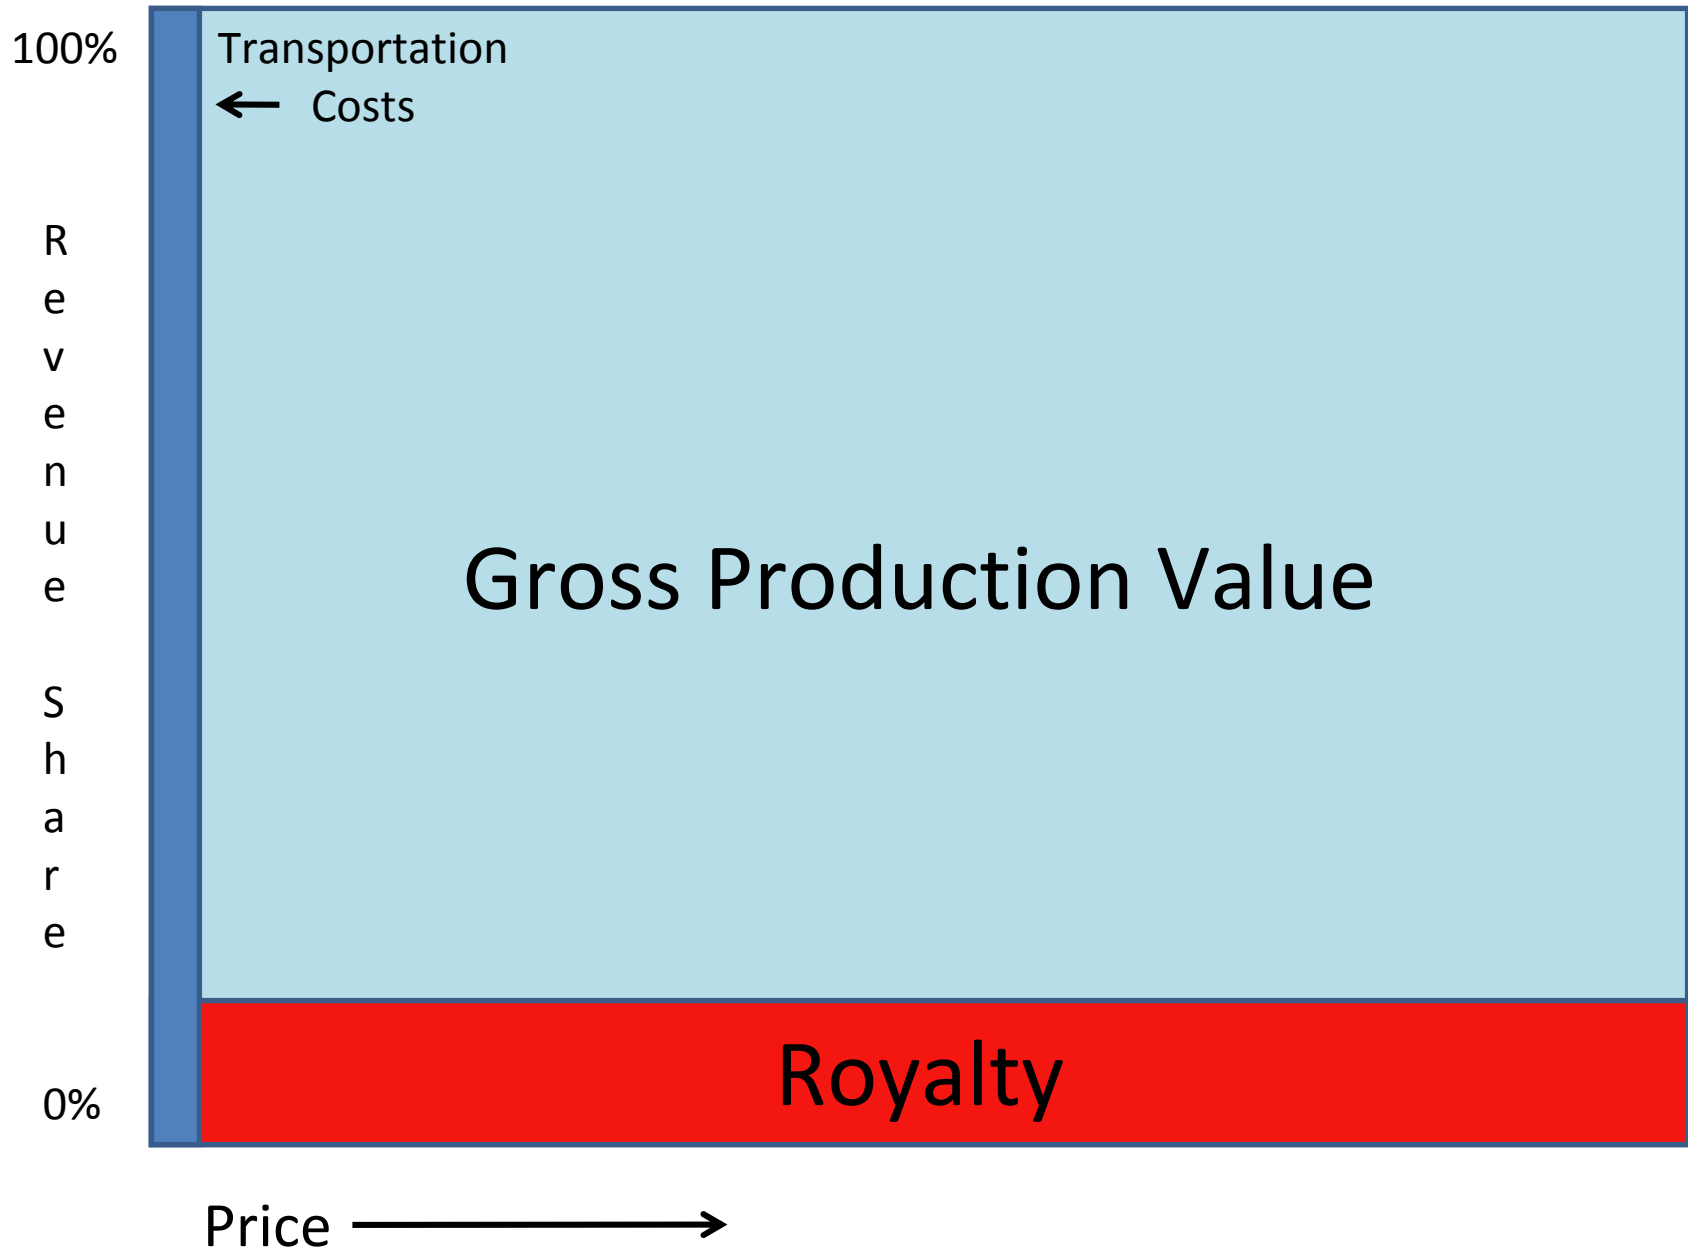 100%
Transportation
Costs
Revenue Share
Gross Production Value
Royalty
0%
Price